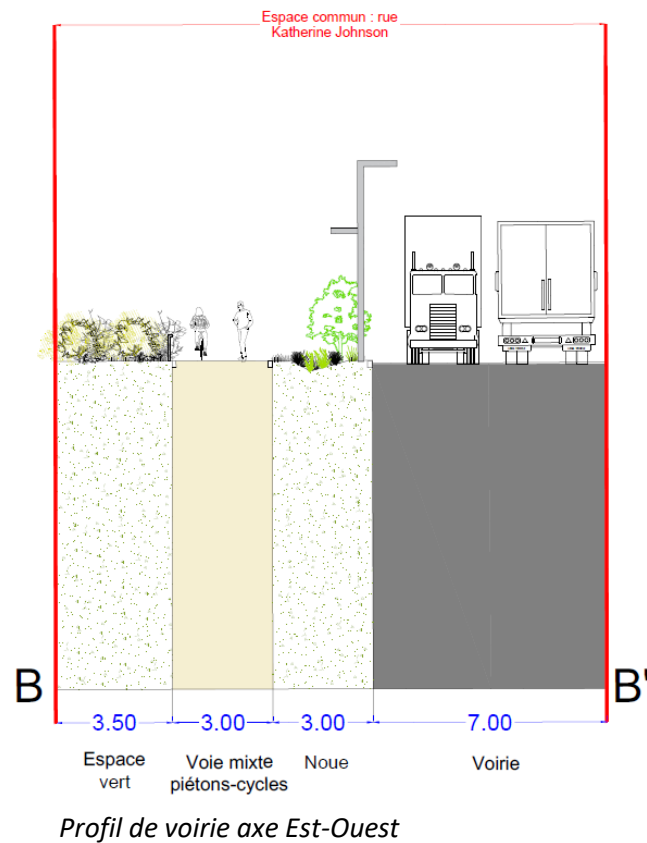 Espace commun : rue
Katherine Johnson
B B'
3.50 3.00 3.00 7.00
Espace
vert
Voie mixte
piétons-cycles
Noue
Voirie
Profil de voirie axe Est-Ouest